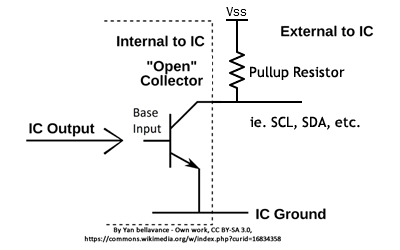 Vss
Internal to IC
External to IC
"Open"
Collector
Pullup Resistor
Base
Input
IC Output
ie. SCL, SDA, etc.
IC Ground
By Yan bellavance - Own work, CC BY-SA 3.0,
https://commons.wikimedia.org/w/index.php?curid=16834358